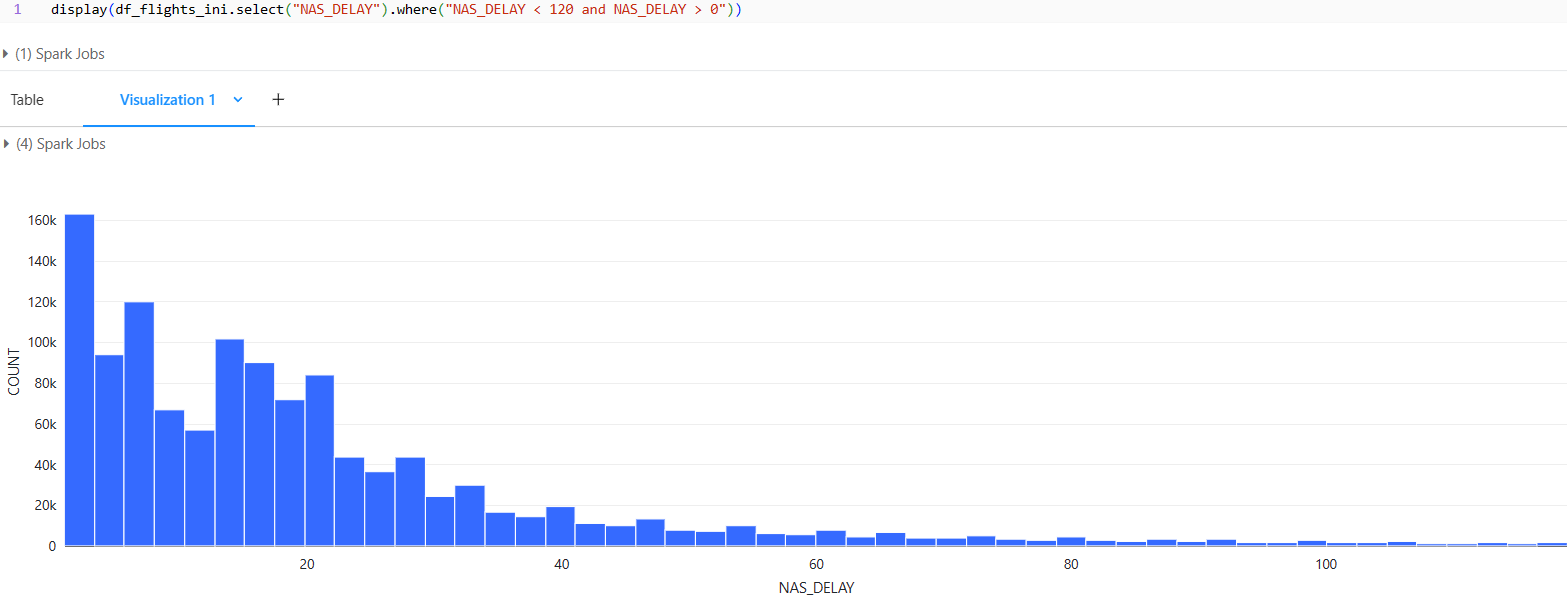 1 display(df_flights_ini.select("NAS_DELAY").where("NAS_DELAY < 120 and NAS_DELAY > 0"))
(1) Spark Jobs
Table Visualization 1 +
(4) Spark Jobs
160k
140k
120k
100k
80k
60k
40k
20k
0
COUNT
20 40 60 80 100
NAS_DELAY